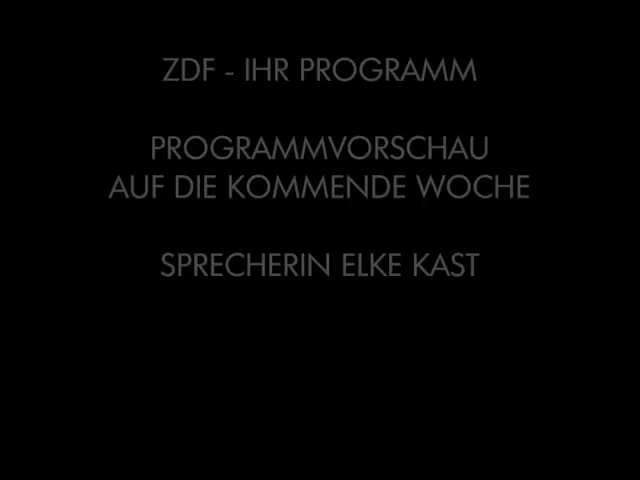 ZDF - IHR PROGRAMM
PROGRAMMVORSCHAU
AUF DIE KOMMENDE WOCHE
SPRECHERIN ELKE KAST